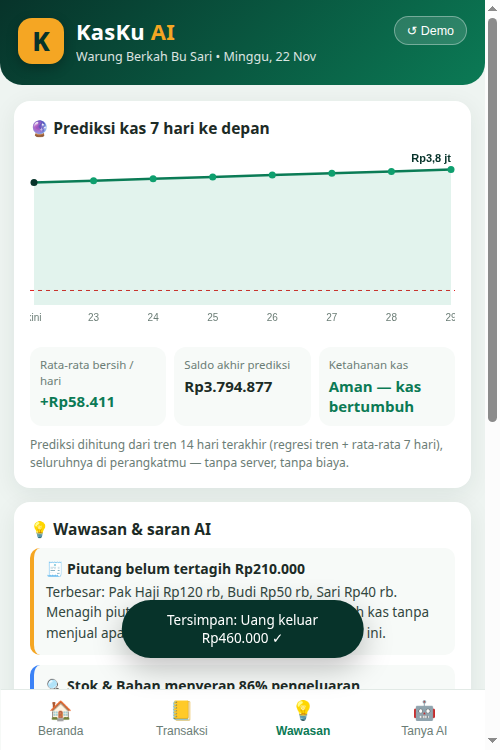 K
KasKu AI
Warung Berkah Bu Sari • Minggu, 22 Nov
↺ Demo
🔮 Prediksi kas 7 hari ke depan
Rp3,8 jt
23 24 25 26 27 28 29
Rata-rata bersih / hari
+Rp58.411
Saldo akhir prediksi
Rp3.794.877
Ketahanan kas
Aman — kas
bertumbuh
Prediksi dihitung dari tren 14 hari terakhir (regresi tren + rata-rata 7 hari),
seluruhnya di perangkatmu — tanpa server, tanpa biaya.
💡 Wawasan & saran AI
🧾 Piutang belum tertagih Rp210.000
Terbesar: Pak Haji Rp120 rb, Budi Rp50 rb, Sari Rp40 rb.
Menagih kas tanpa
menjual ini.
Tersimpan: Uang keluar
Rp460.000 ✓
🔍 Stok & Bahan menyerap 86% pengeluaran
Beranda
Transaksi
Wawasan
Tanya AI